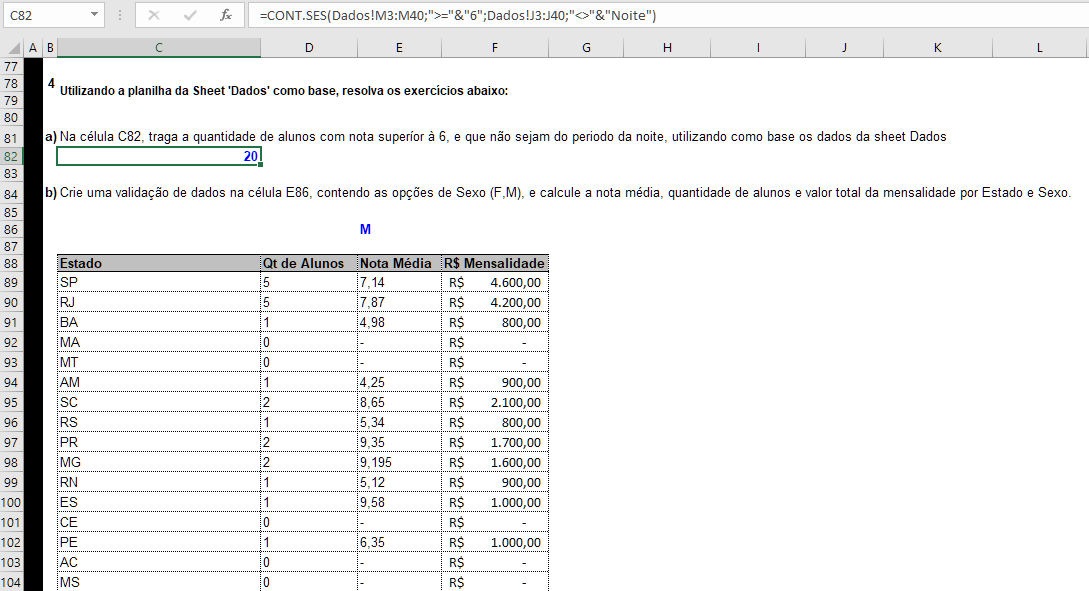 C82 fx =CONT.SES(Dados!M3:M40;">="&"6";Dados!J3:J40;"<>"&"Noite")
A B C D E F G H I J K L
77
78 4
79 Utilizando a planilha da Sheet 'Dados' como base, resolva os exercícios abaixo:
80
81 a) Na célula C82, traga a quantidade de alunos com nota superíor à 6, e que não sejam do periodo da noite, utilizando como base os dados da sheet Dados
82 20
83
84 b) Crie uma validação de dados na célula E86, contendo as opções de Sexo (F,M), e calcule a nota média, quantidade de alunos e valor total da mensalidade por Estado e Sexo.
85
86 M
87
88 Estado Qt de Alunos Nota Média R$ Mensalidade
89 SP 5 7,14 R$ 4.600,00
90 RJ 5 7,87 R$ 4.200,00
91 BA 1 4,98 R$ 800,00
92 MA 0 - R$ -
93 MT 0 - R$ -
94 AM 1 4,25 R$ 900,00
95 SC 2 8,65 R$ 2.100,00
96 RS 1 5,34 R$ 800,00
97 PR 2 9,35 R$ 1.700,00
98 MG 2 9,195 R$ 1.600,00
99 RN 1 5,12 R$ 900,00
100 ES 1 9,58 R$ 1.000,00
101 CE 0 - R$ -
102 PE 1 6,35 R$ 1.000,00
103 AC 0 - R$ -
104 MS 0 - R$ -